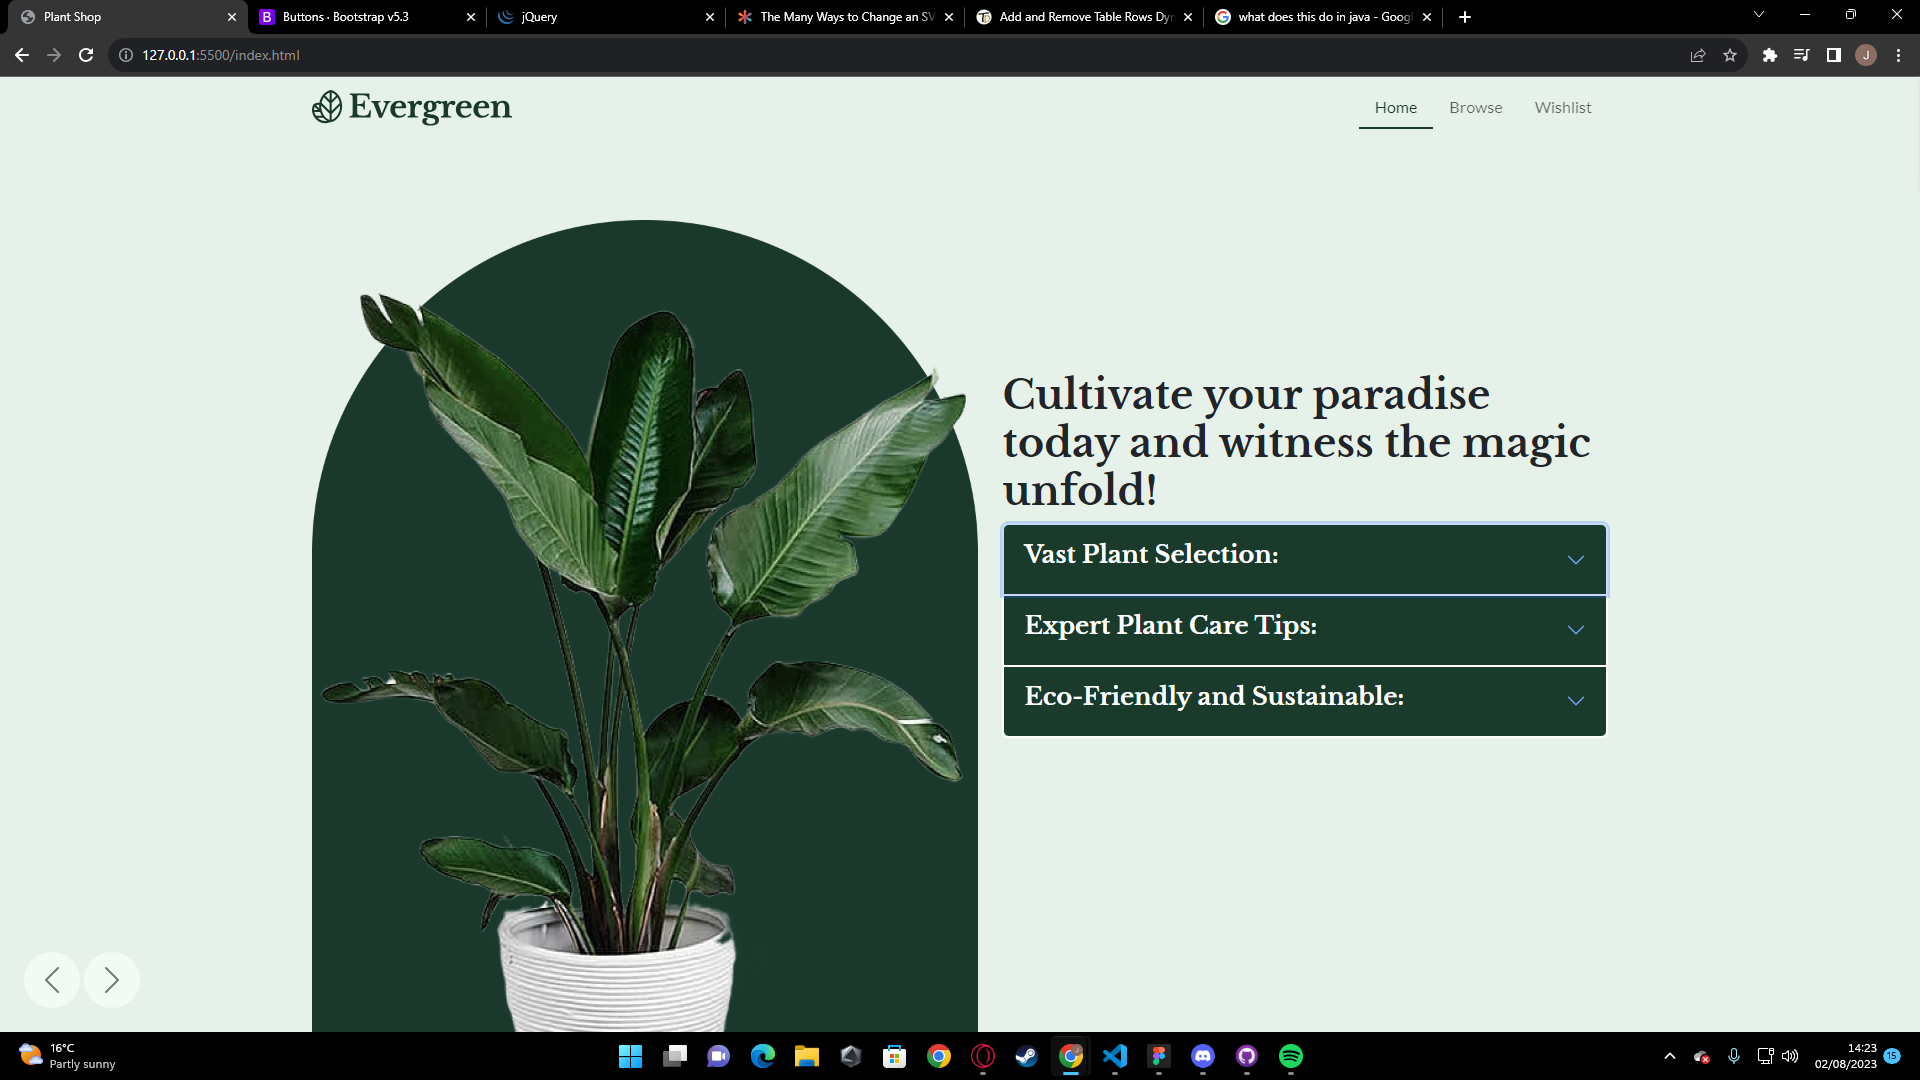 Plant Shop
Buttons · Bootstrap v5.3
jQuery
The Many Ways to Change an SV
Add and Remove Table Rows Dyn
what does this do in java - Googl
127.0.0.1:5500/index.html
J
Evergreen
Home
Browse
Wishlist
Cultivate your paradise
today and witness the magic
unfold!
Vast Plant Selection:
Expert Plant Care Tips:
Eco-Friendly and Sustainable:
16°C
Partly sunny
14:23
02/08/2023
15